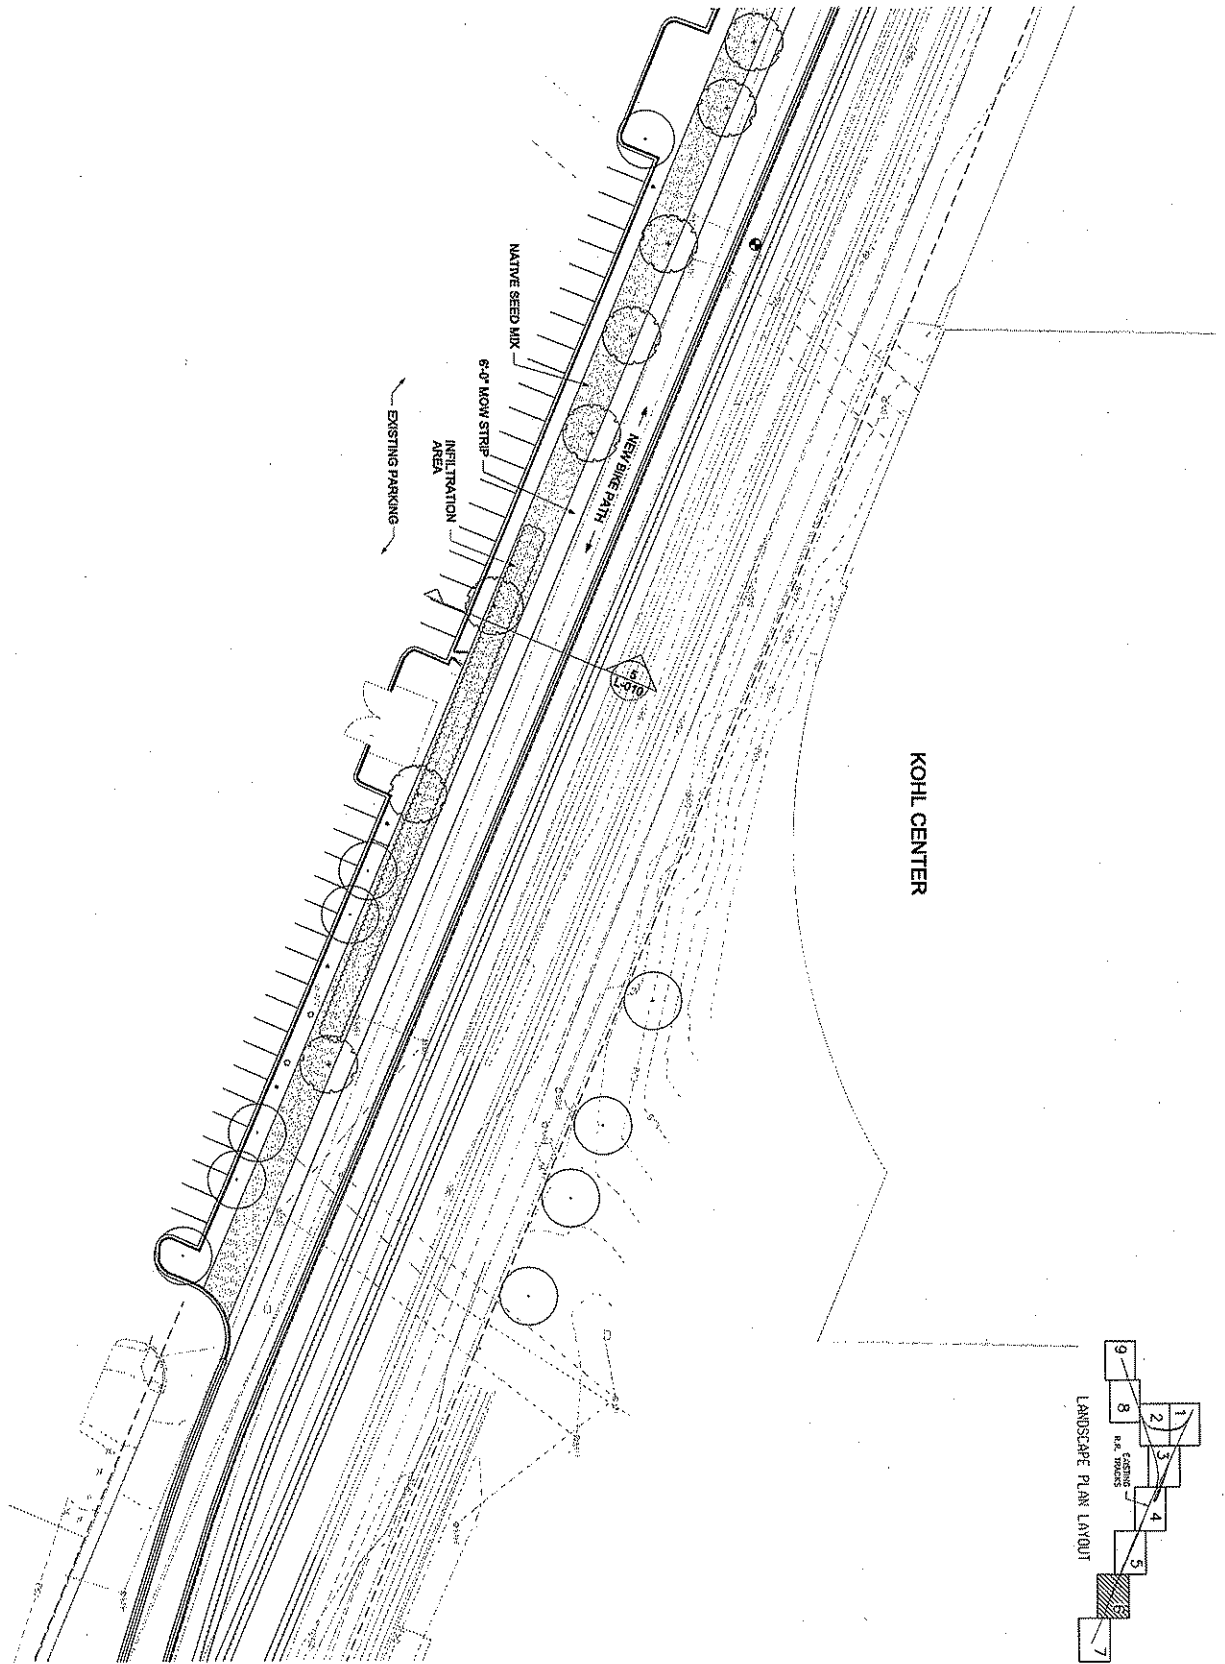 KOHL CENTER
NATIVE SEED MIX
6'-0" MOW STRIP
INFILTRATION
AREA
EXISTING PARKING
NEW BIKE PATH
5
L-010
1
2
3
4
5
6
7
8
9
EXISTING
R.R. TRACKS
LANDSCAPE PLAN LAYOUT